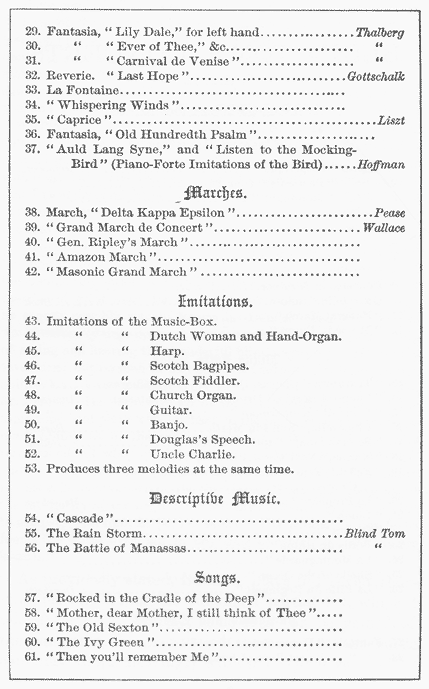 29. Fantasia, “Lily Dale,” for left hand..................Thalberg
30. “ “ Ever of Thee,” &c........................ “
31. “ “ Carnival de Venise”..................... “
32. Reverie. “Last Hope”...............................Gottschalk
33. La Fontaine........................................
34. “Whispering Winds”.............................
35. “Caprice”................................................Liszt
36. Fantasia, “Old Hundredth Psalm”...................
37. “Auld Lang Syne,” and “Listen to the Mocking-
Bird” (Piano-Forte Imitations of the Bird)......Hoffman
Marches.
38. March, “Delta Kappa Epsilon”........................Pease
39. “Grand March de Concert”..........................Wallace
40. “Gen. Ripley's March”.............................
41. “Amazon March”...................................
42. “Masonic Grand March”...........................
Imitations.
43. Imitations of the Music-Box.
44. “ “ Dutch Woman and Hand-Organ.
45. “ “ Harp.
46. “ “ Scotch Bagpipes.
47. “ “ Scotch Fiddler.
48. “ “ Church Organ.
49. “ “ Guitar.
50. “ “ Banjo.
51. “ “ Douglas's Speech.
52. “ “ Uncle Charlie.
53. Produces three melodies at the same time.
Descriptive Music.
54. “Cascade”.......................................
55. The Rain Storm....................................Blind Tom
56. The Battle of Manassas........................... “
Songs.
57. “Rocked in the Cradle of the Deep”..............
58. “Mother, dear Mother, I still think of Thee”.....
59. “The Old Sexton”................................
60. “The Ivy Green”.................................
61. “Then you'll remember Me”......................